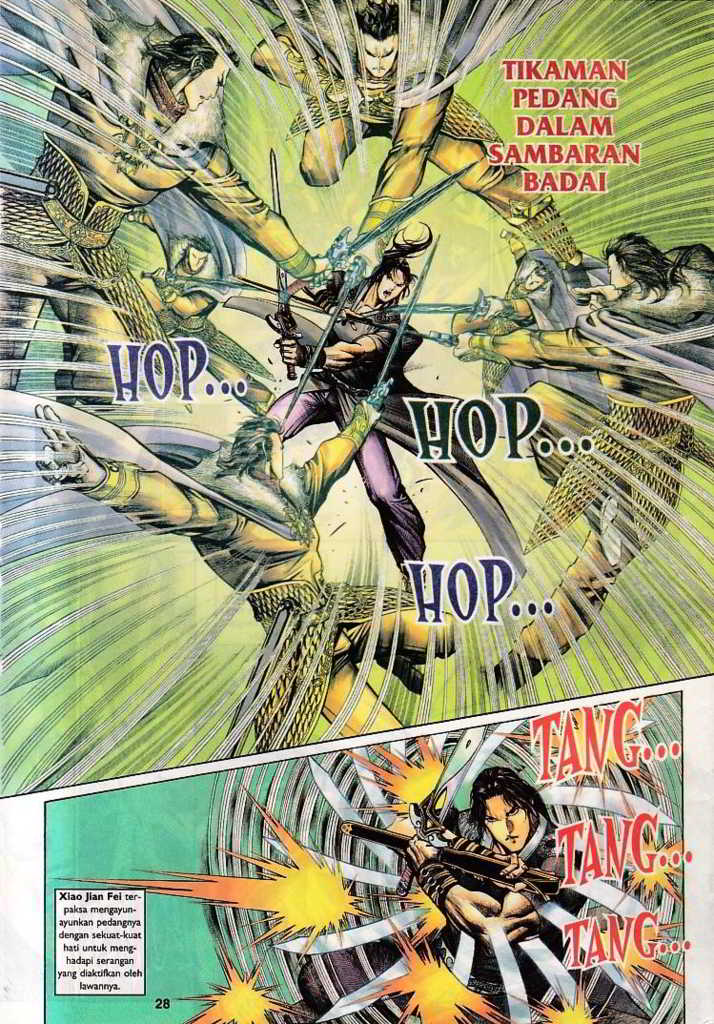 TIKAMAN
PEDANG
DALAM
SAMBARAN
BADAI
HOP...
HOP...
HOP...
TANG...
TANG...
TANG...
Xiao Jian Fei ter-
paksa mengayun-
ayunkan pedangnya
dengan sekuat-kuat
hati untuk meng-
hadapi serangan
yang diaktifkan oleh
lawannya.
28